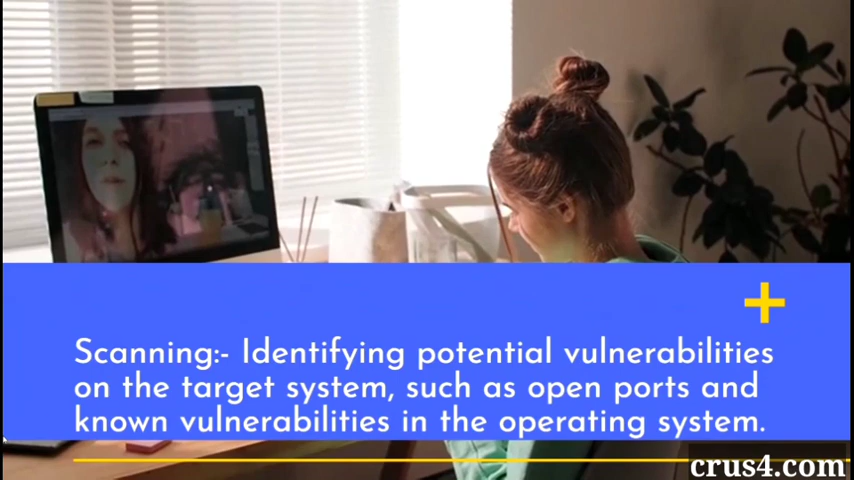 Scanning:- Identifying potential vulnerabilities
on the target system, such as open ports and
known vulnerabilities in the operating system.
crus4.com